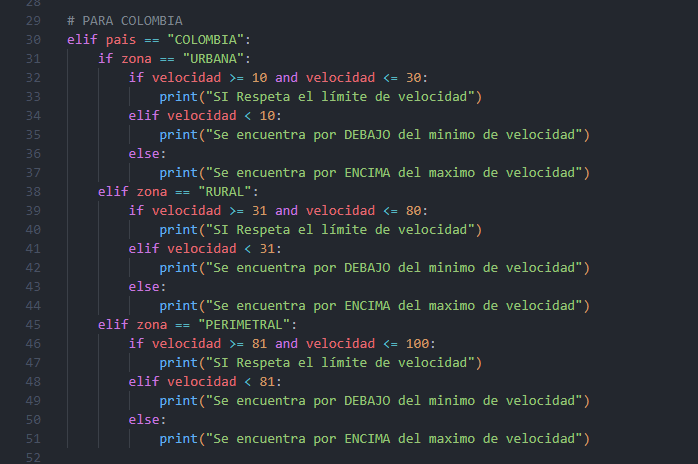 28
29 # PARA COLOMBIA
30 elif pais == "COLOMBIA":
31 if zona == "URBANA":
32 if velocidad >= 10 and velocidad <= 30:
33 print("SI Respeta el límite de velocidad")
34 elif velocidad < 10:
35 print("Se encuentra por DEBAJO del minimo de velocidad")
36 else:
37 print("Se encuentra por ENCIMA del maximo de velocidad")
38 elif zona == "RURAL":
39 if velocidad >= 31 and velocidad <= 80:
40 print("SI Respeta el límite de velocidad")
41 elif velocidad < 31:
42 print("Se encuentra por DEBAJO del minimo de velocidad")
43 else:
44 print("Se encuentra por ENCIMA del maximo de velocidad")
45 elif zona == "PERIMETRAL":
46 if velocidad >= 81 and velocidad <= 100:
47 print("SI Respeta el límite de velocidad")
48 elif velocidad < 81:
49 print("Se encuentra por DEBAJO del minimo de velocidad")
50 else:
51 print("Se encuentra por ENCIMA del maximo de velocidad")
52